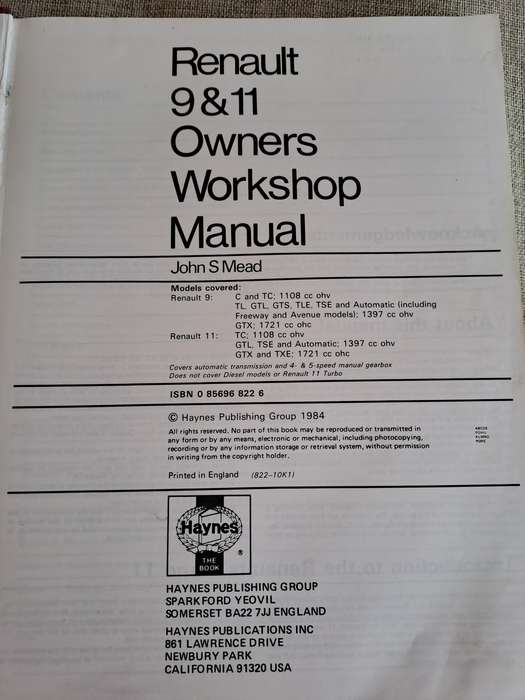 Renault
9 & 11
Owners
Workshop
Manual
John S Mead
Models covered:
Renault 9: C and TC; 1108 cc ohv
TL, GTL, GTS, TLE, TSE and Automatic (including
Freeway and Avenue models); 1397 cc ohv
GTX; 1721 cc ohc
Renault 11: TC; 1108 cc ohv
GTL, TSE and Automatic; 1397 cc ohv
GTX and TXE; 1721 cc ohc
Covers automatic transmission and 4- & 5-speed manual gearbox
Does not cover Diesel models or Renault 11 Turbo
ISBN 0 85696 822 6
© Haynes Publishing Group 1984
All rights reserved. No part of this book may be reproduced or transmitted in
any form or by any means, electronic or mechanical, including photocopying,
recording or by any information storage or retrieval system, without permission
in writing from the copyright holder.
Printed in England (822–10K1)
Haynes
®
THE
BOOK
HAYNES PUBLISHING GROUP
SPARKFORD YEOVIL
SOMERSET BA22 7JJ ENGLAND
HAYNES PUBLICATIONS INC
861 LAWRENCE DRIVE
NEWBURY PARK
CALIFORNIA 91320 USA